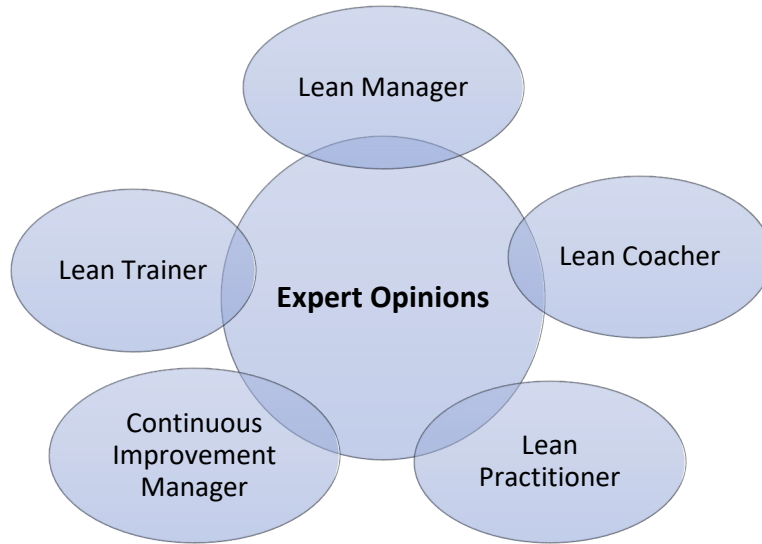 Lean Manager
Lean Trainer
Lean Coacher
Expert Opinions
Continuous
Improvement
Manager
Lean
Practitioner